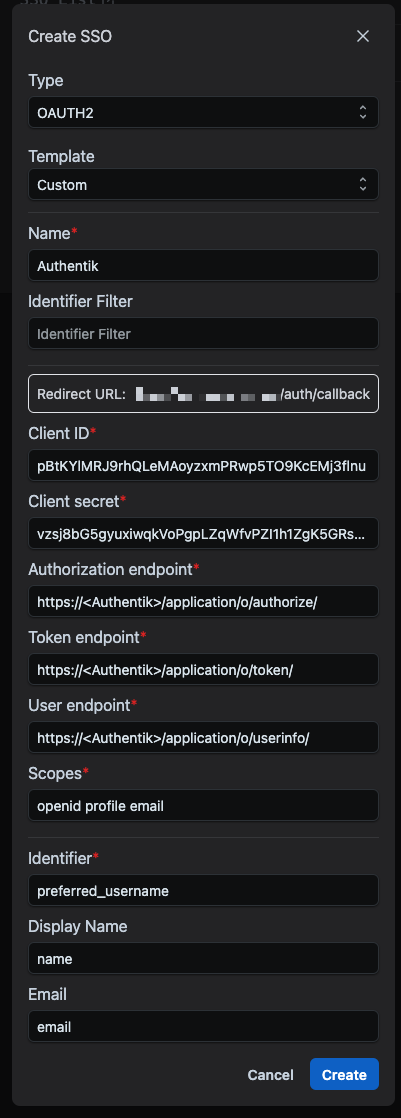 Create SSO
Type
OAUTH2
Template
Custom
Name*
Authentik
Identifier Filter
Identifier Filter
Redirect URL: /auth/callback
Client ID*
pBtKYlMRJ9rhQLeMAoyzxmPRwp5TO9KcEMj3flnu
Client secret*
vzsj8bG5gyuxiwqkVoPgpLZqWfvPZI1h1ZgK5GRs...
Authorization endpoint*
https://<Authentik>/application/o/authorize/
Token endpoint*
https://<Authentik>/application/o/token/
User endpoint*
https://<Authentik>/application/o/userinfo/
Scopes*
openid profile email
Identifier*
preferred_username
Display Name
name
Email
email
Cancel Create